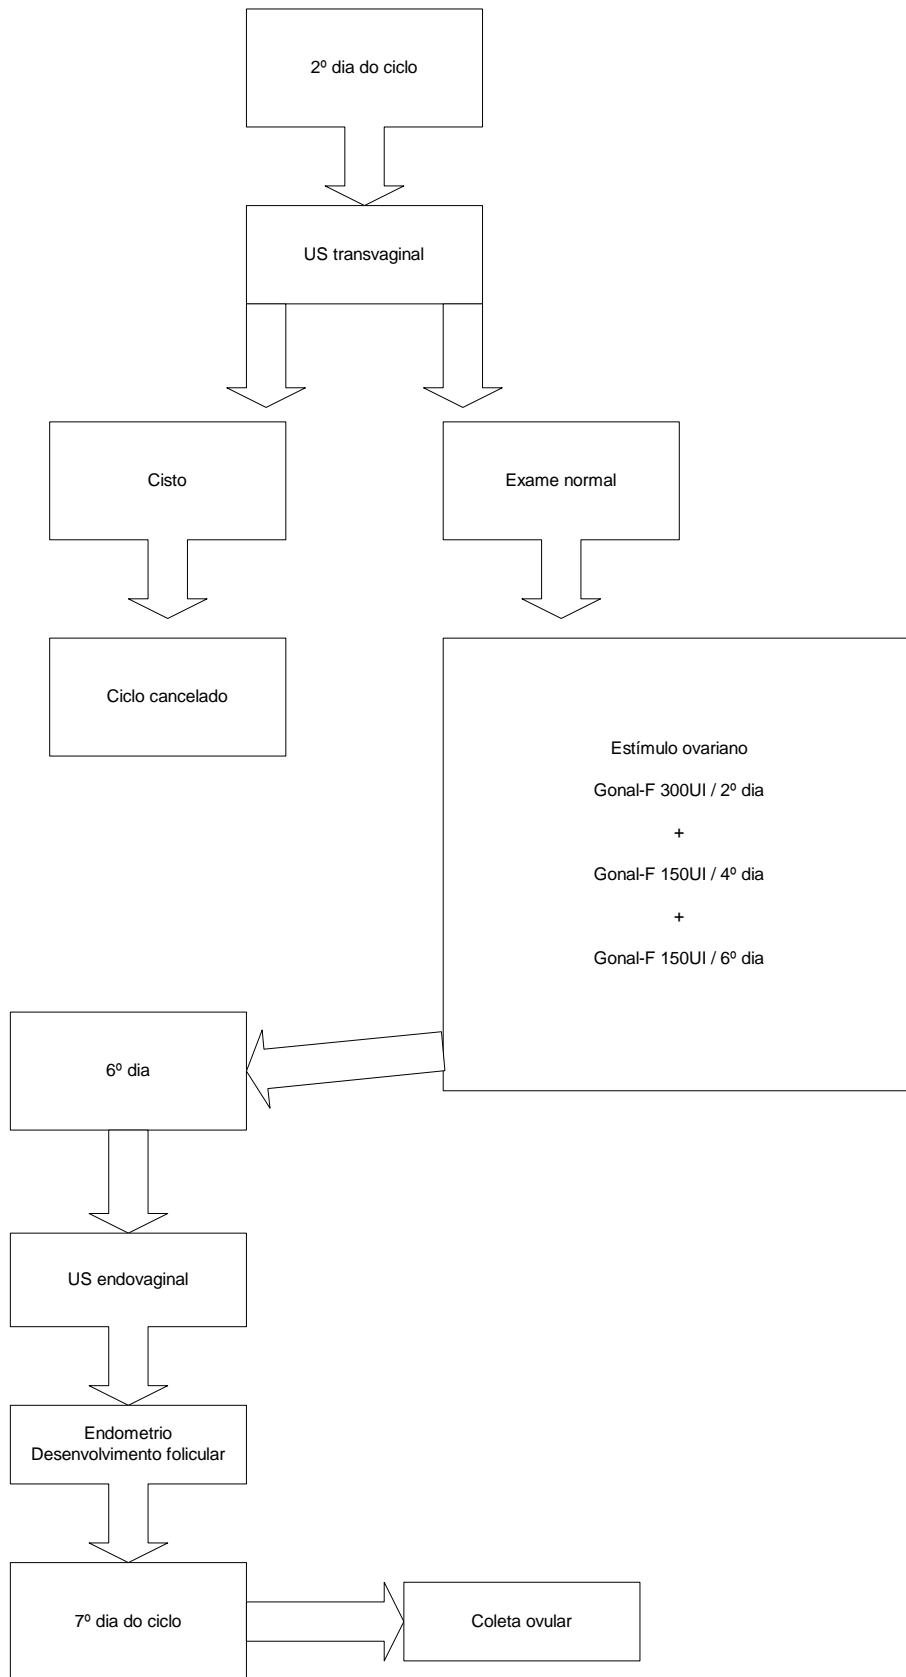 2º dia do ciclo
US transvaginal
Cisto
Exame normal
Ciclo cancelado
Estímulo ovariano
Gonal-F 300UI / 2º dia
+
Gonal-F 150UI / 4º dia
+
Gonal-F 150UI / 6º dia
6º dia
US endovaginal
Endometrio
Desenvolvimento folicular
7º dia do ciclo
Coleta ovular